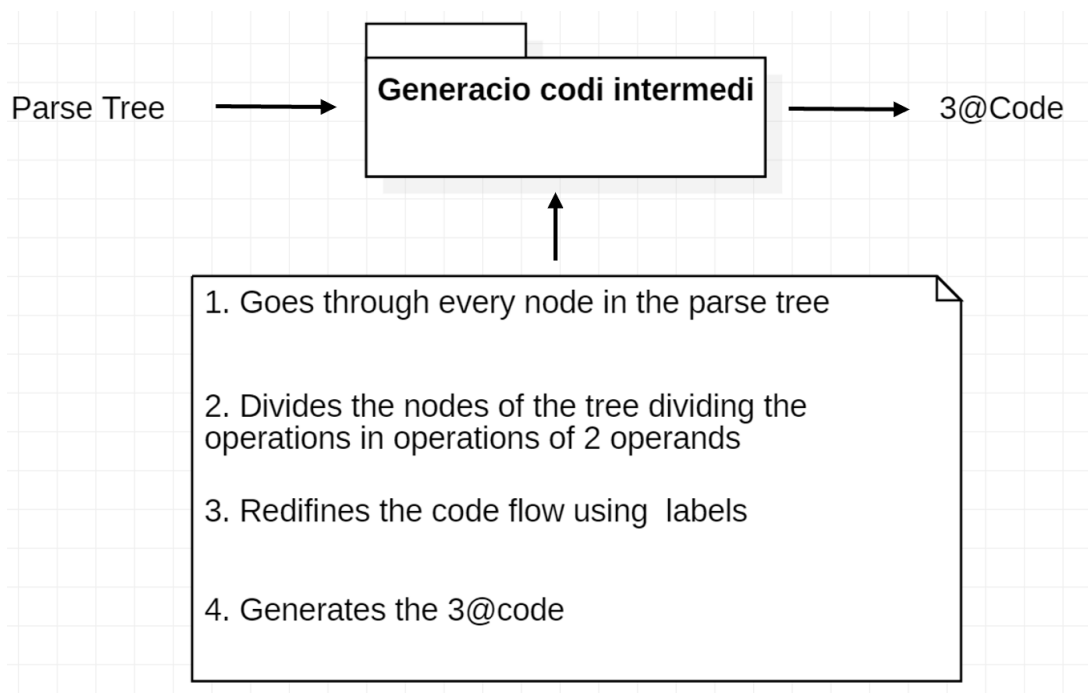 Generacio codi intermedi
Parse Tree
3@Code
1. Goes through every node in the parse tree
2. Divides the nodes of the tree dividing the
operations in operations of 2 operands
3. Redifines the code flow using  labels
4. Generates the 3@code